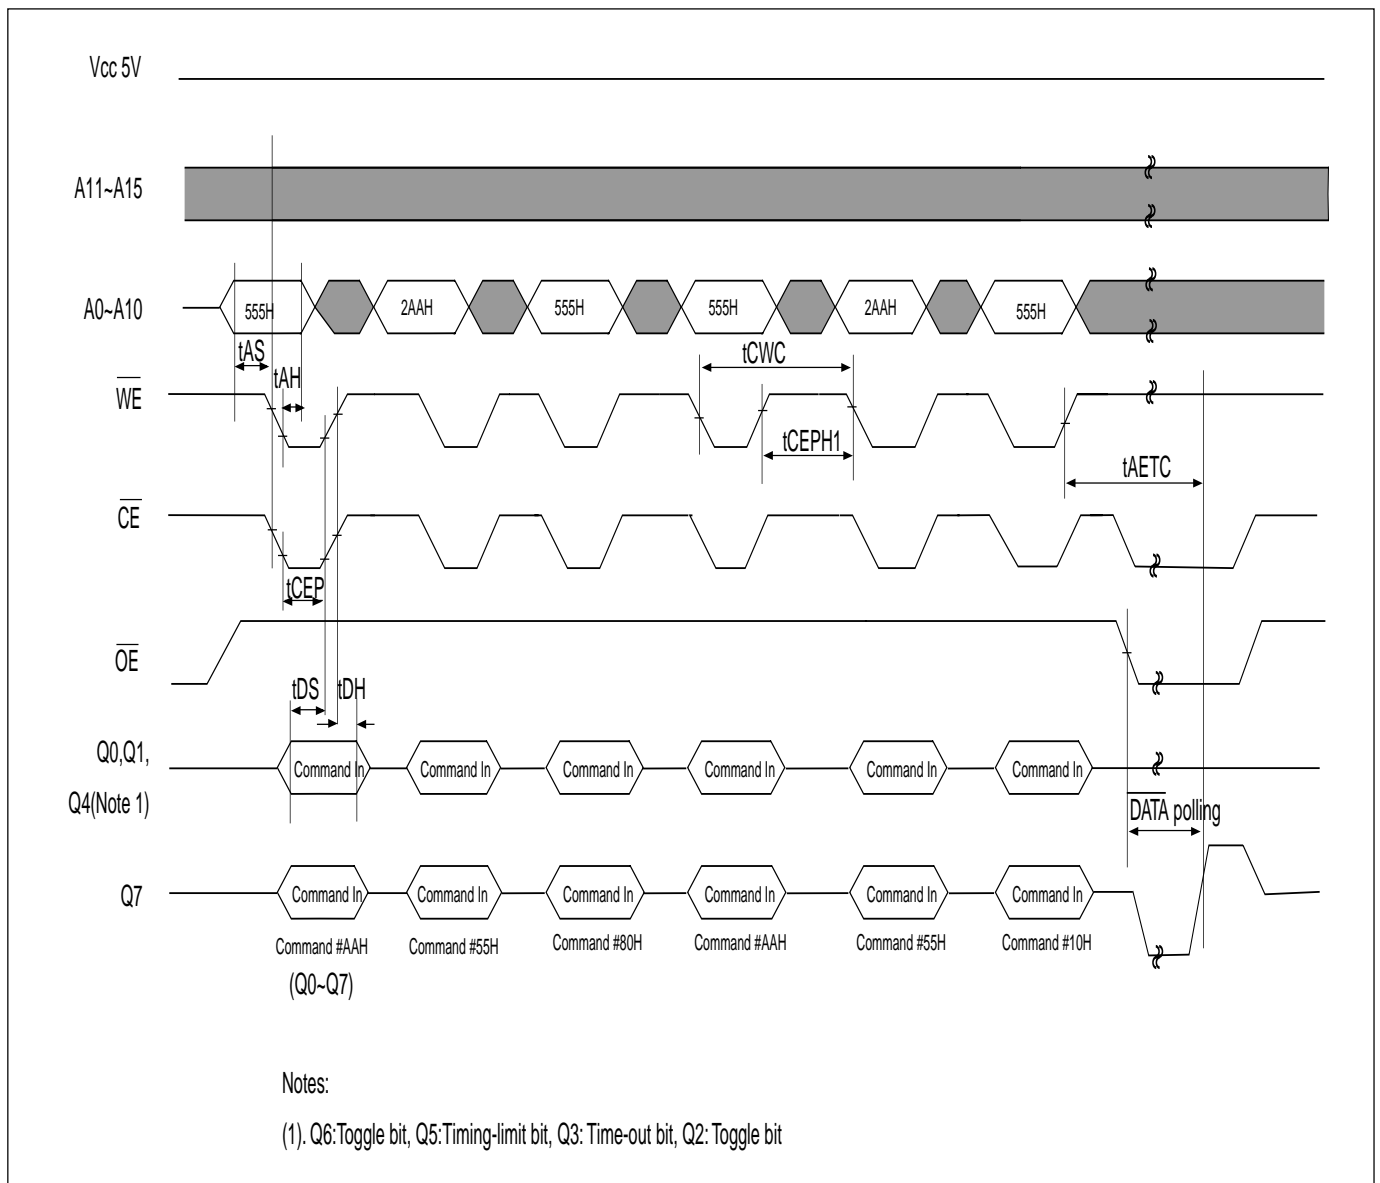 Vcc 5V
A11~A15
A0~A10
555H
2AAH
555H
555H
2AAH
555H
tAS
tCWC
tAH
WE
tCEPH1
tAETC
CE
tCEP
OE
tDS
tDH
Q0,Q1,
Q4(Note 1)
Command In
Command In
Command In
Command In
Command In
Command In
DATA polling
Q7
Command In
Command In
Command In
Command In
Command In
Command In
Command #AAH
Command #55H
Command #80H
Command #AAH
Command #55H
Command #10H
(Q0~Q7)
Notes:
(1). Q6:Toggle bit, Q5:Timing-limit bit, Q3: Time-out bit, Q2: Toggle bit